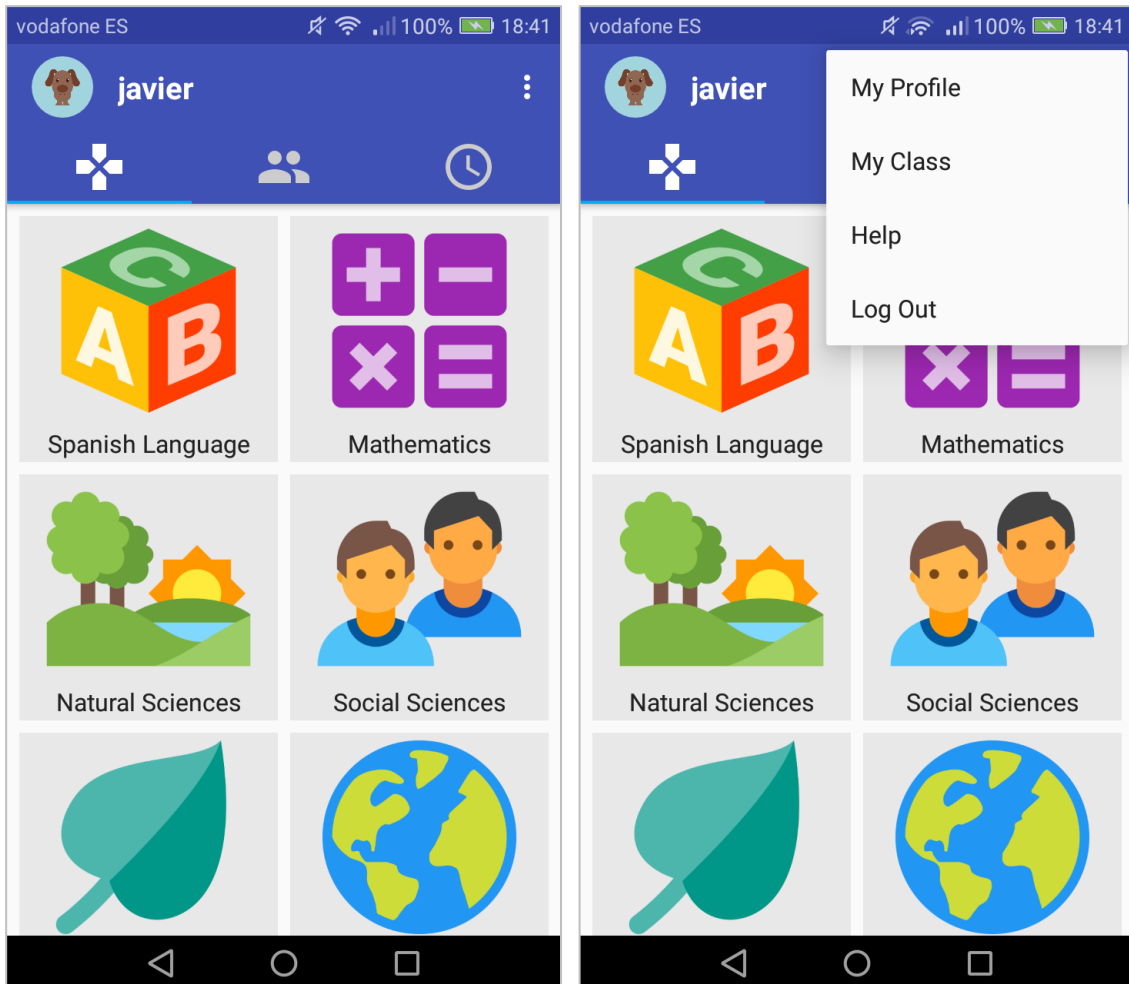 vodafone ES 100% 18:41
javier
C
A B
Spanish Language Mathematics
Natural Sciences Social Sciences
vodafone ES 100% 18:41
javier
My Profile
My Class
Help
Log Out
C
A B
Spanish Language Mathematics
Natural Sciences Social Sciences